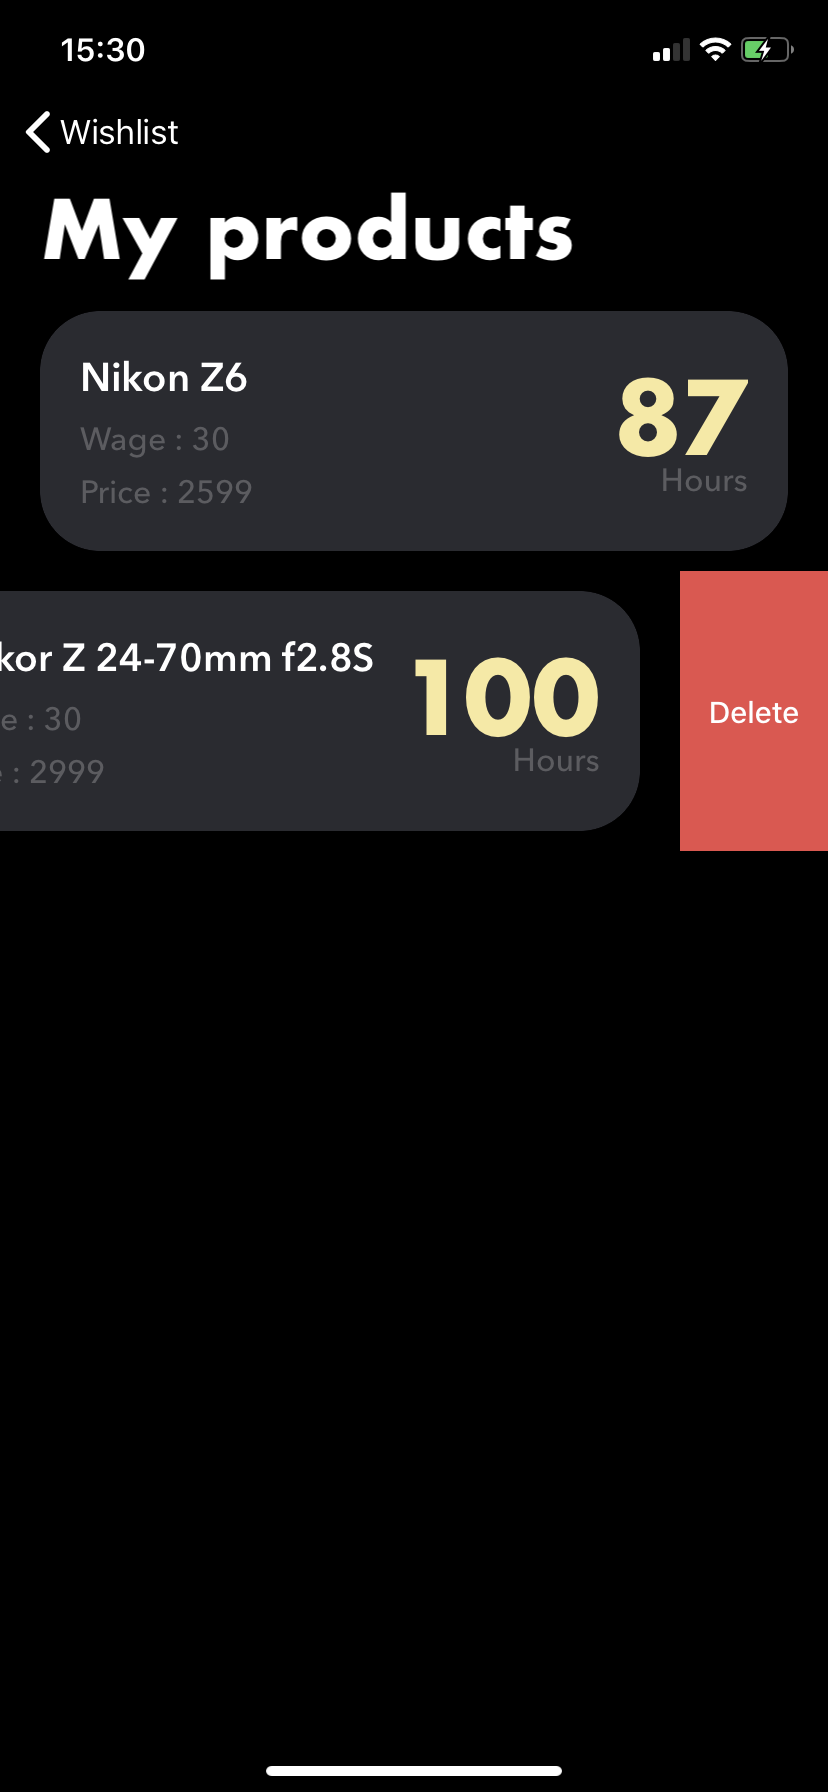 15:30
Wishlist
My products
Nikon Z6
87
Wage : 30
Hours
Price : 2599
kor Z 24-70mm f2.8S
100
e : 30
Hours
: 2999
Delete